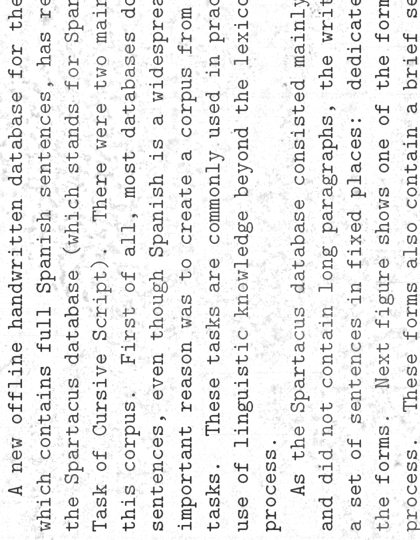 A new offline handwritten database for the
which contains full Spanish sentences, has re
the Spartacus database (which stands for Spar
Task of Cursive Script). There were two main
this corpus. First of all, most databases do
sentences, even though Spanish is a widesprea
important reason was to create a corpus from
tasks. These tasks are commonly used in prac
use of linguistic knowledge beyond the lexico
process.
As the Spartacus database consisted mainly
and did not contain long paragraphs, the writ
a set of sentences in fixed places: dedicate
the forms. Next figure shows one of the form
process. These forms also contain a brief se